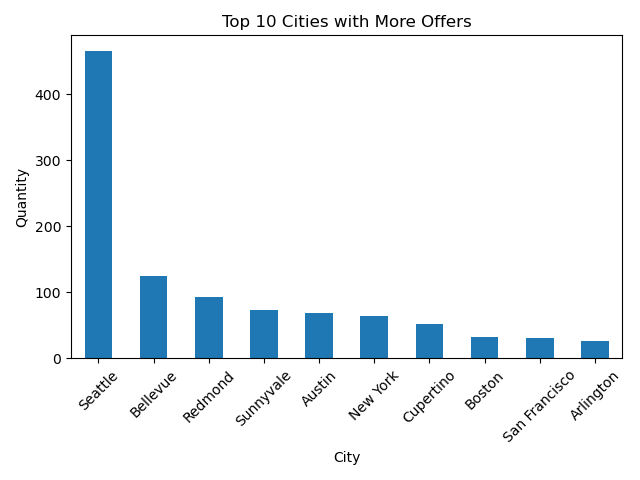 Top 10 Cities with More Offers
Quantity
400
300
200
100
0
Seattle
Bellevue
Redmond
Sunnyvale
Austin
New York
Cupertino
Boston
San Francisco
Arlington
City